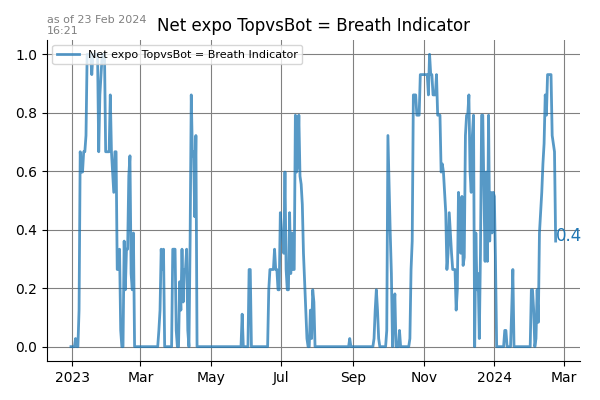 as of 23 Feb 2024
16:21
Net expo TopvsBot = Breath Indicator
Net expo TopvsBot = Breath Indicator
1.0
0.8
0.6
0.4
0.2
0.0
0.4
2023 Mar May Jul Sep Nov 2024 Mar